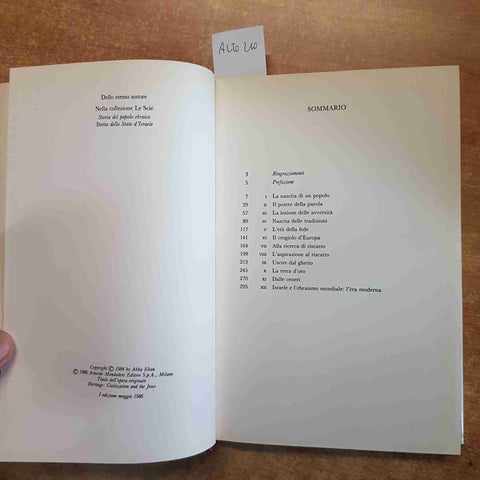 ALTO 40
Dello stesso autore
Nella collezione Le Scie
Storia del popolo ebraico
Storia dello Stato d'Israele
Copyright © 1984 by Abba Eban
© 1986 Arnoldo Mondadori Editore S.p.A., Milano
Titolo dell'opera originale
Heritage: Civilization and the Jews
I edizione maggio 1986
SOMMARIO
3 Ringraziamenti
5 Prefazione
7 I La nascita di un popolo
29 II Il potere della parola
57 III La lezione delle avversità
89 IV Nascita delle tradizioni
117 V L'età della fede
141 VI Il crogiolo d'Europa
164 VII Alla ricerca di riscatto
199 VIII L'aspirazione al riscatto
213 IX Uscire dal ghetto
243 X La terra d'oro
270 XI Dalle ceneri
295 XII Israele e l'ebraismo mondiale: l'èra moderna